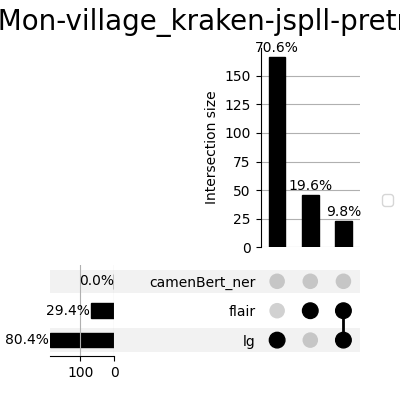 Mon-village_kraken-jspll-pretr
70.6%
150
125
19.6%
9.8%
100
75
50
25
0
Intersection size
0.0%
camenBert_ner
29.4%
flair
80.4%
lg
100 0